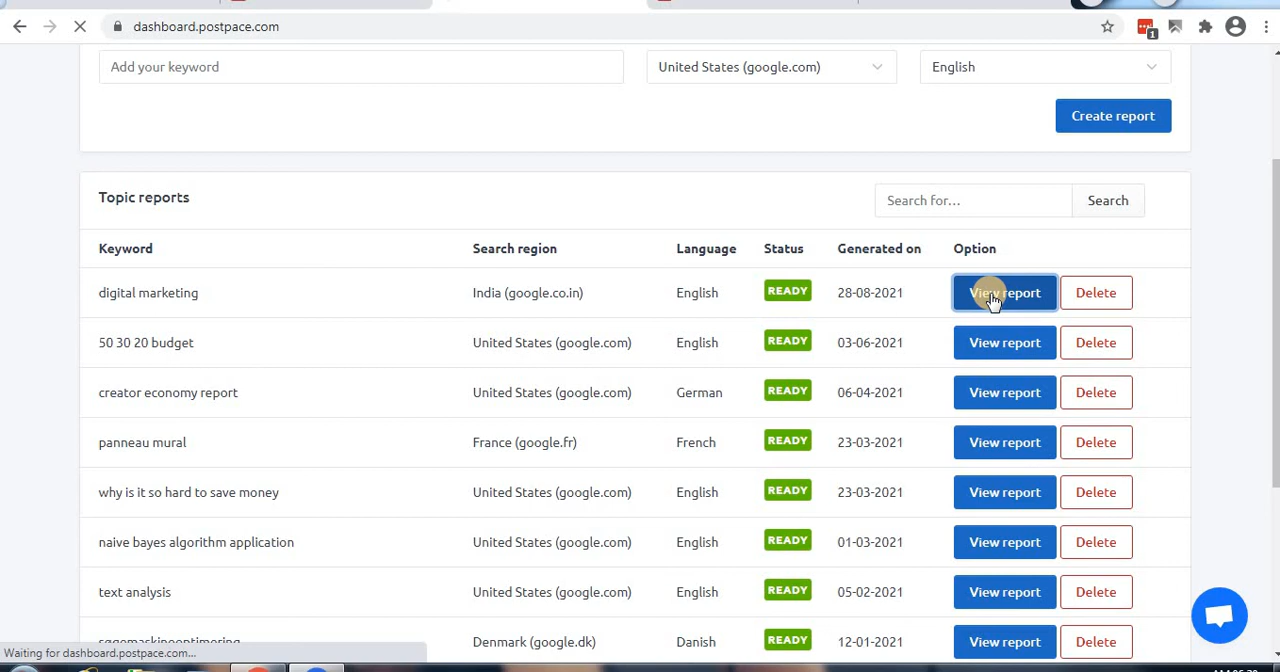 dashboard.postpace.com
1
Add your keyword
United States (google.com)
English
Create report
Topic reports
Search for...
Search
Keyword Search region Language Status Generated on Option
digital marketing India (google.co.in) English READY 28-08-2021 View report Delete
50 30 20 budget United States (google.com) English READY 03-06-2021 View report Delete
creator economy report United States (google.com) German READY 06-04-2021 View report Delete
panneau mural France (google.fr) French READY 23-03-2021 View report Delete
why is it so hard to save money United States (google.com) English READY 23-03-2021 View report Delete
naive bayes algorithm application United States (google.com) English READY 01-03-2021 View report Delete
text analysis United States (google.com) English READY 05-02-2021 View report Delete
søgemaskineoptimering Denmark (google.dk) Danish READY 12-01-2021 View report Delete
Waiting for dashboard.postpace.com...